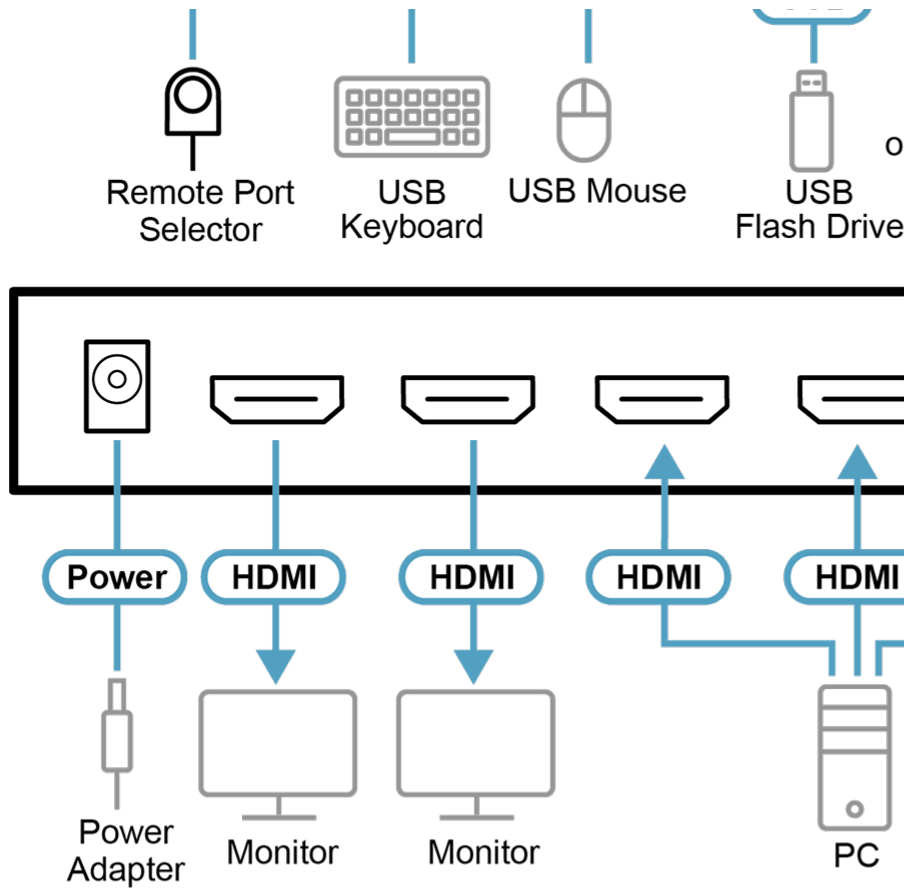 Remote Port
Selector
USB
Keyboard
USB Mouse
USB
Flash Drive
Power
HDMI
HDMI
HDMI
HDMI
Power
Adapter
Monitor
Monitor
PC